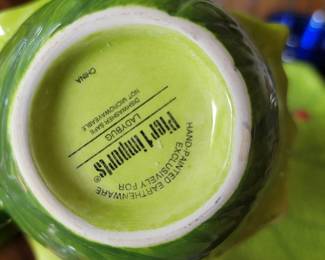 HAND-PAINTED EARTHENWARE
EXCLUSIVELY FOR
Pier 1 imports®
LADYBUG
DISHWASHER SAFE
NOT MICROWAVEABLE
CHINA